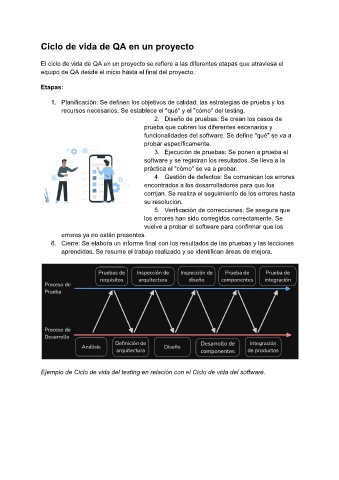 Ciclo de vida de QA en un proyecto
El ciclo de vida de QA en un proyecto se refiere a las diferentes etapas que atraviesa el
equipo de QA desde el inicio hasta el final del proyecto.
Etapas:
1. Planificación: Se definen los objetivos de calidad, las estrategias de prueba y los
recursos necesarios. Se establece el "qué" y el "cómo" del testing.
2. Diseño de pruebas: Se crean los casos de
prueba que cubren los diferentes escenarios y
funcionalidades del software. Se define "qué" se va a
probar específicamente.
3. Ejecución de pruebas: Se ponen a prueba el
software y se registran los resultados. Se lleva a la
práctica el "cómo" se va a probar.
4. Gestión de defectos: Se comunican los errores
encontrados a los desarrolladores para que los
corrijan. Se realiza el seguimiento de los errores hasta
su resolución.
5. Verificación de correcciones: Se asegura que
los errores han sido corregidos correctamente. Se
vuelve a probar el software para confirmar que los
errores ya no están presentes.
6. Cierre: Se elabora un informe final con los resultados de las pruebas y las lecciones
aprendidas. Se resume el trabajo realizado y se identifican áreas de mejora.
Proceso de
Prueba
Pruebas de
requisitos
Inspección de
arquitectura
Inspección de
diseño
Prueba de
componentes
Prueba de
integración
Proceso de
Desarrollo
Análisis
Definición de
arquitectura
Diseño
Desarrollo de
componentes
Integración
de productos
Ejemplo de Ciclo de vida del testing en relación con el Ciclo de vida del software.